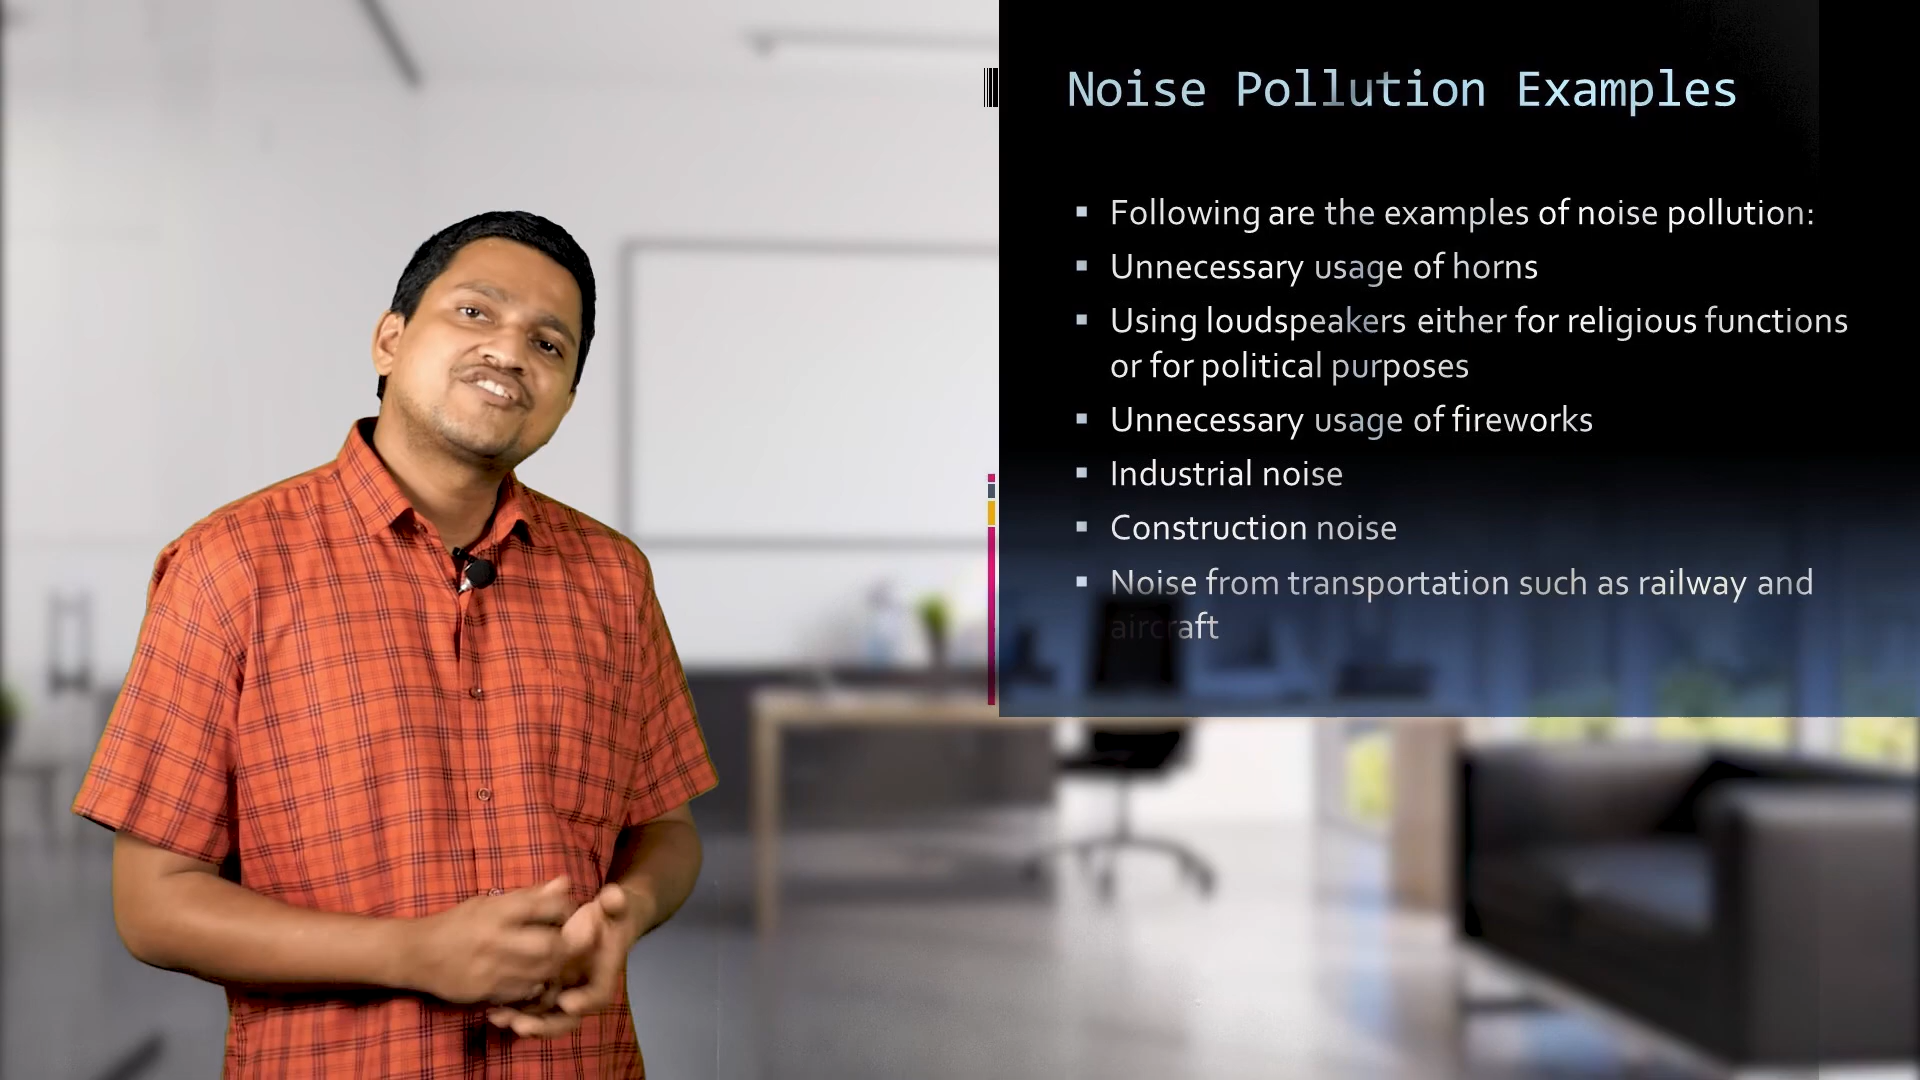 Noise Pollution Examples
Following are the examples of noise pollution:
Unnecessary usage of horns
Using loudspeakers either for religious functions
or for political purposes
Unnecessary usage of fireworks
Industrial noise
Construction noise
Noise from transportation such as railway and
aircraft